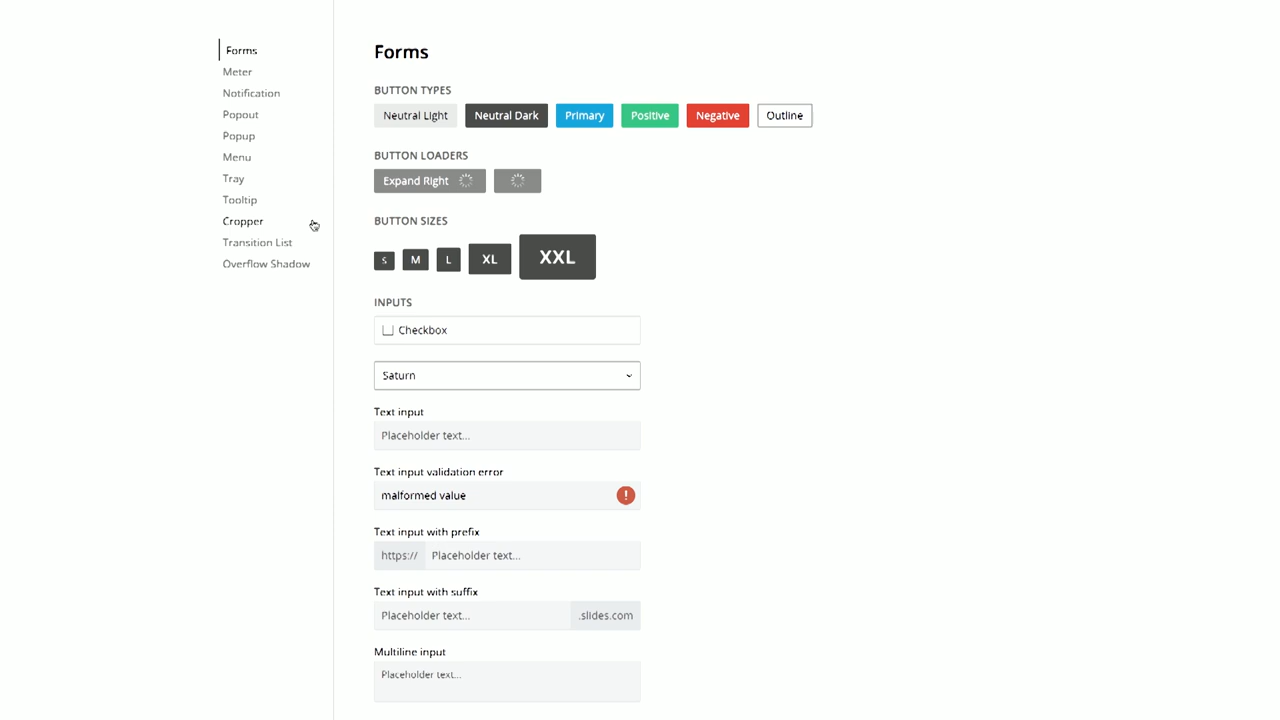 Forms
Meter
Notification
Popout
Popup
Menu
Tray
Tooltip
Cropper
Transition List
Overflow Shadow
Forms
BUTTON TYPES
Neutral Light Neutral Dark Primary Positive Negative Outline
BUTTON LOADERS
Expand Right
BUTTON SIZES
S M L XL XXL
INPUTS
Checkbox
Saturn
Text input
Placeholder text...
Text input validation error
malformed value
Text input with prefix
https:// Placeholder text...
Text input with suffix
Placeholder text... .slides.com
Multiline input
Placeholder text...